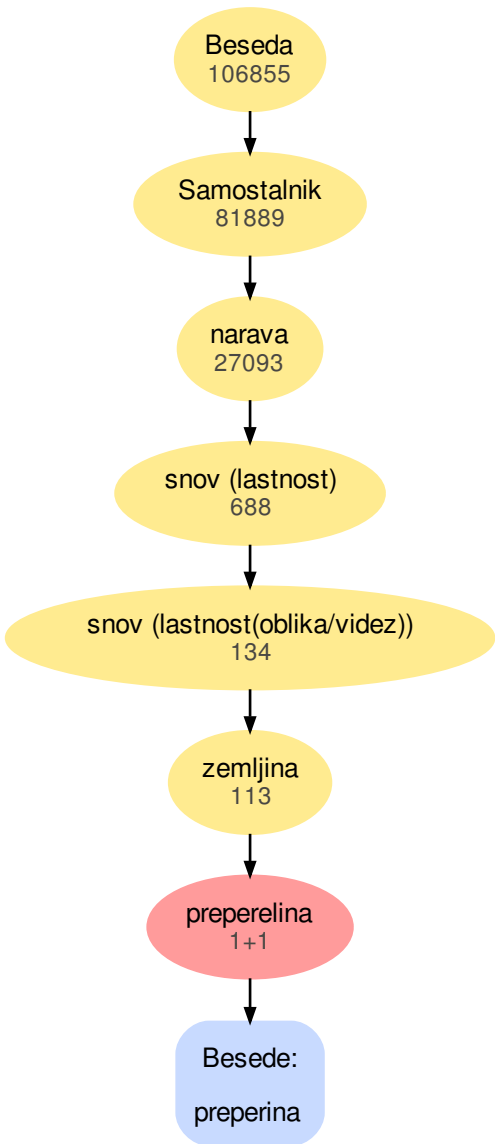 Beseda
106855
Samostalnik
81889
narava
27093
snov (lastnost)
688
snov (lastnost(oblika/videz))
134
zemljina
113
preperelina
1+1
Besede:
preperina